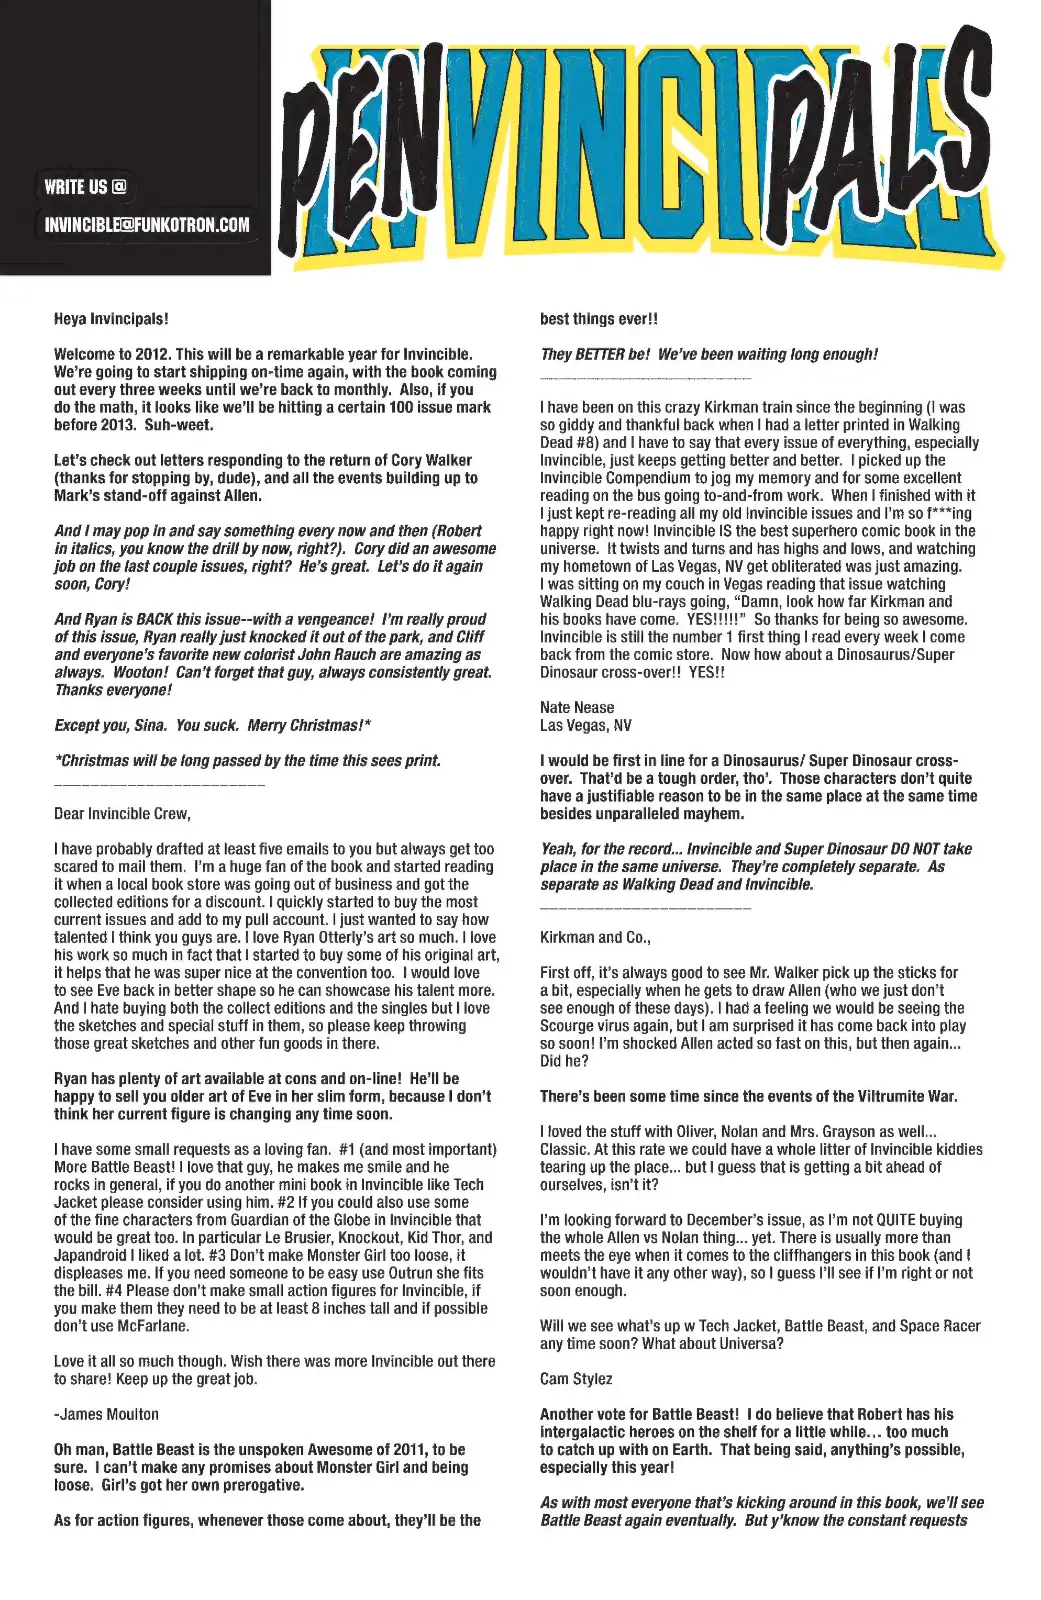 WRITE US @
INVINCIBLE@FUNKOTRON.COM
INVINCIBLE
PEN PALS
Heya Invincipals!
Welcome to 2012. This will be a remarkable year for Invincible.
We're going to start shipping on-time again, with the book coming
out every three weeks until we're back to monthly.  Also, if you
do the math, it looks like we'll be hitting a certain 100 issue mark
before 2013.  Suh-weet.
Let's check out letters responding to the return of Cory Walker
(thanks for stopping by, dude), and all the events building up to
Mark's stand-off against Allen.
And I may pop in and say something every now and then (Robert
in italics, you know the drill by now, right?).  Cory did an awesome
job on the last couple issues, right?  He's great.  Let's do it again
soon, Cory!
And Ryan is BACK this issue--with a vengeance!  I'm really proud
of this issue, Ryan really just knocked it out of the park, and Cliff
and everyone's favorite new colorist John Rauch are amazing as
always.  Wooton!  Can't forget that guy, always consistently great.
Thanks everyone!
Except you, Sina.  You suck.  Merry Christmas!*
*Christmas will be long passed by the time this sees print.
Dear Invincible Crew,
I have probably drafted at least five emails to you but always get too
scared to mail them.  I'm a huge fan of the book and started reading
it when a local book store was going out of business and got the
collected editions for a discount. I quickly started to buy the most
current issues and add to my pull account. I just wanted to say how
talented I think you guys are. I love Ryan Otterly's art so much. I love
his work so much in fact that I started to buy some of his original art,
it helps that he was super nice at the convention too.  I would love
to see Eve back in better shape so he can showcase his talent more.
And I hate buying both the collect editions and the singles but I love
the sketches and special stuff in them, so please keep throwing
those great sketches and other fun goods in there.
Ryan has plenty of art available at cons and on-line!  He'll be
happy to sell you older art of Eve in her slim form, because I don't
think her current figure is changing any time soon.
I have some small requests as a loving fan.  #1 (and most important)
More Battle Beast! I love that guy, he makes me smile and he
rocks in general, if you do another mini book in Invincible like Tech
Jacket please consider using him. #2 If you could also use some
of the fine characters from Guardian of the Globe in Invincible that
would be great too. In particular Le Brusier, Knockout, Kid Thor, and
Japandroid I liked a lot. #3 Don't make Monster Girl too loose, it
displeases me. If you need someone to be easy use Outrun she fits
the bill. #4 Please don't make small action figures for Invincible, if
you make them they need to be at least 8 inches tall and if possible
don't use McFarlane.
Love it all so much though. Wish there was more Invincible out there
to share! Keep up the great job.
-James Moulton
Oh man, Battle Beast is the unspoken Awesome of 2011, to be
sure.  I can't make any promises about Monster Girl and being
loose.  Girl's got her own prerogative.
As for action figures, whenever those come about, they'll be the
best things ever!!
They BETTER be!  We've been waiting long enough!
I have been on this crazy Kirkman train since the beginning (I was
so giddy and thankful back when I had a letter printed in Walking
Dead #8) and I have to say that every issue of everything, especially
Invincible, just keeps getting better and better.  I picked up the
Invincible Compendium to jog my memory and for some excellent
reading on the bus going to-and-from work.  When I finished with it
I just kept re-reading all my old Invincible issues and I'm so f***ing
happy right now! Invincible IS the best superhero comic book in the
universe.  It twists and turns and has highs and lows, and watching
my hometown of Las Vegas, NV get obliterated was just amazing.
I was sitting on my couch in Vegas reading that issue watching
Walking Dead blu-rays going, "Damn, look how far Kirkman and
his books have come.  YES!!!!!"  So thanks for being so awesome.
Invincible is still the number 1 first thing I read every week I come
back from the comic store.  Now how about a Dinosaurus/Super
Dinosaur cross-over!!  YES!!
Nate Nease
Las Vegas, NV
I would be first in line for a Dinosaurus/ Super Dinosaur cross-
over.  That'd be a tough order, tho'.  Those characters don't quite
have a justifiable reason to be in the same place at the same time
besides unparalleled mayhem.
Yeah, for the record... Invincible and Super Dinosaur DO NOT take
place in the same universe.  They're completely separate.  As
separate as Walking Dead and Invincible.
Kirkman and Co.,
First off, it's always good to see Mr. Walker pick up the sticks for
a bit, especially when he gets to draw Allen (who we just don't
see enough of these days). I had a feeling we would be seeing the
Scourge virus again, but I am surprised it has come back into play
so soon! I'm shocked Allen acted so fast on this, but then again...
Did he?
There's been some time since the events of the Viltrumite War.
I loved the stuff with Oliver, Nolan and Mrs. Grayson as well...
Classic. At this rate we could have a whole litter of Invincible kiddies
tearing up the place... but I guess that is getting a bit ahead of
ourselves, isn't it?
I'm looking forward to December's issue, as I'm not QUITE buying
the whole Allen vs Nolan thing... yet. There is usually more than
meets the eye when it comes to the cliffhangers in this book (and I
wouldn't have it any other way), so I guess I'll see if I'm right or not
soon enough.
Will we see what's up w Tech Jacket, Battle Beast, and Space Racer
any time soon? What about Universa?
Cam Stylez
Another vote for Battle Beast!  I do believe that Robert has his
intergalactic heroes on the shelf for a little while... too much
to catch up with on Earth.  That being said, anything's possible,
especially this year!
As with most everyone that's kicking around in this book, we'll see
Battle Beast again eventually.  But y'know the constant requests